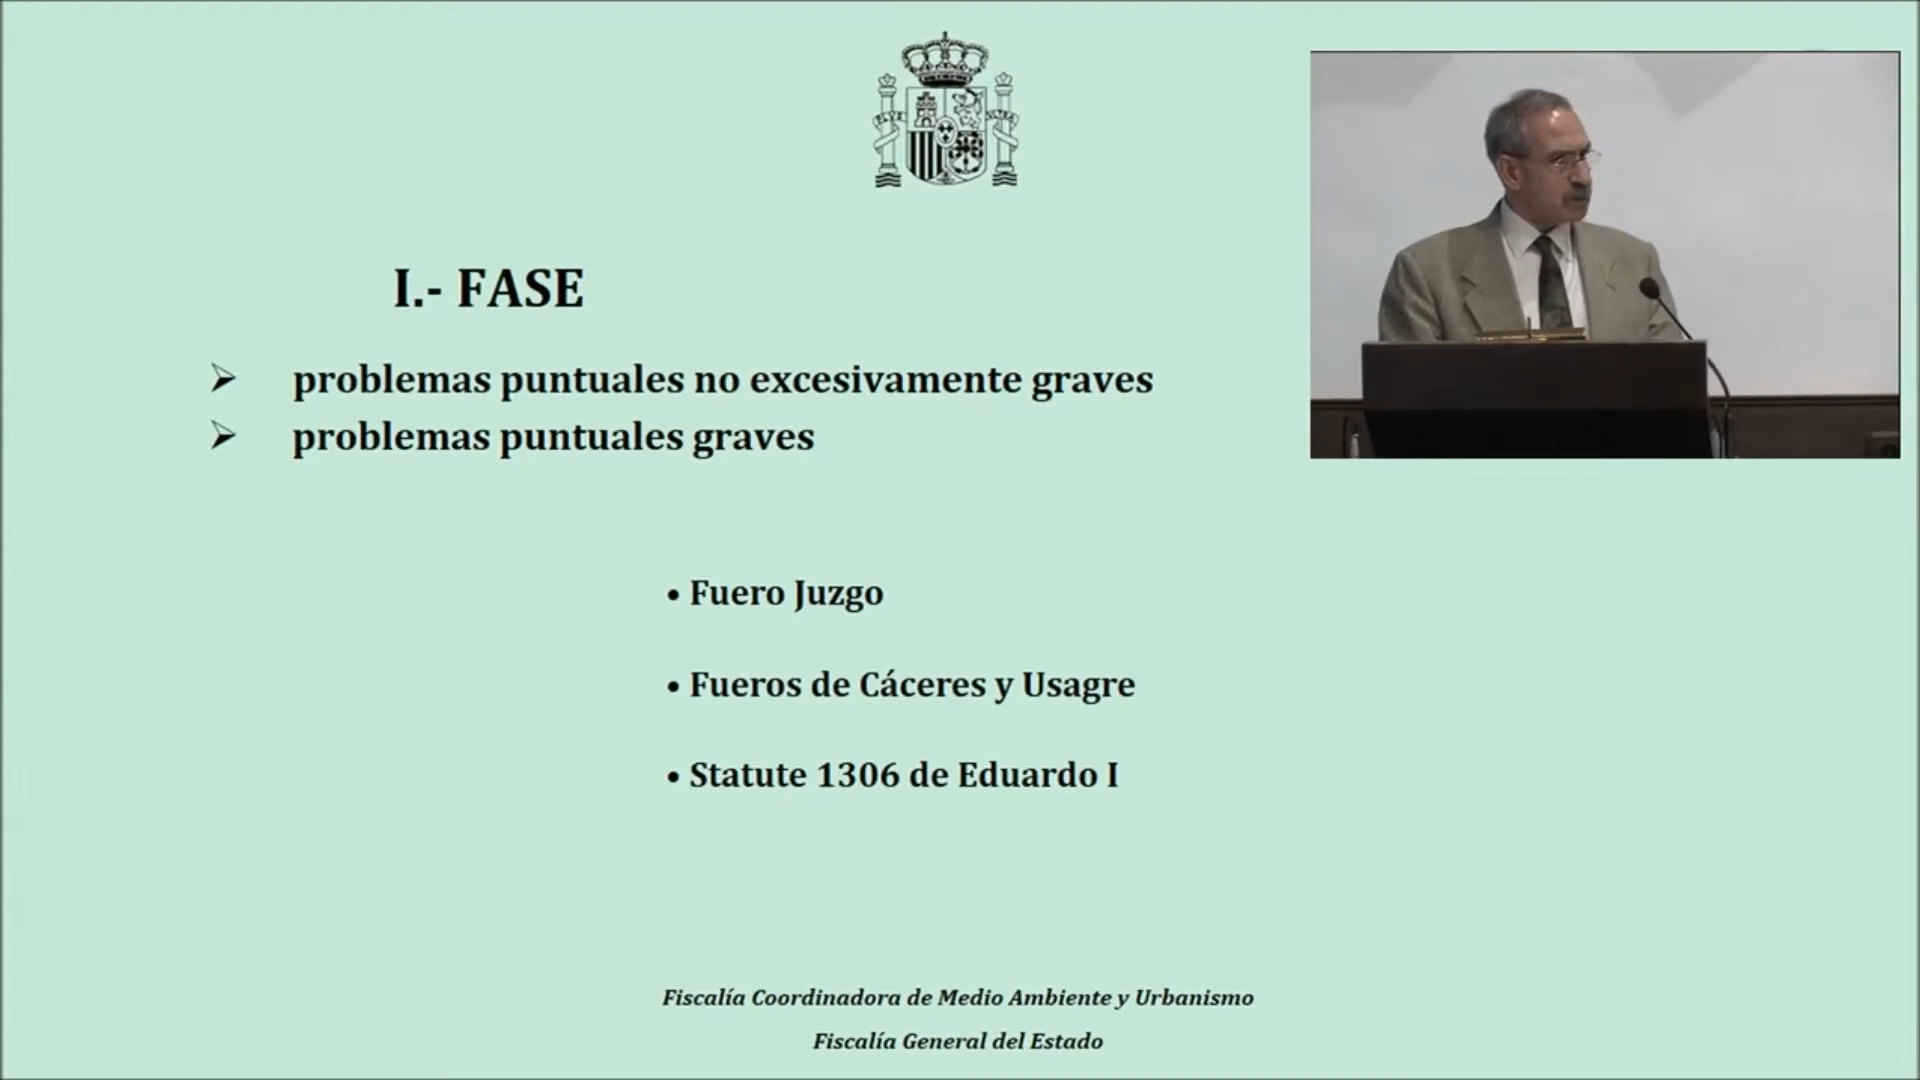 I.- FASE
➢ problemas puntuales no excesivamente graves
➢ problemas puntuales graves
• Fuero Juzgo
• Fueros de Cáceres y Usagre
• Statute 1306 de Eduardo I
Fiscalía Coordinadora de Medio Ambiente y Urbanismo
Fiscalía General del Estado